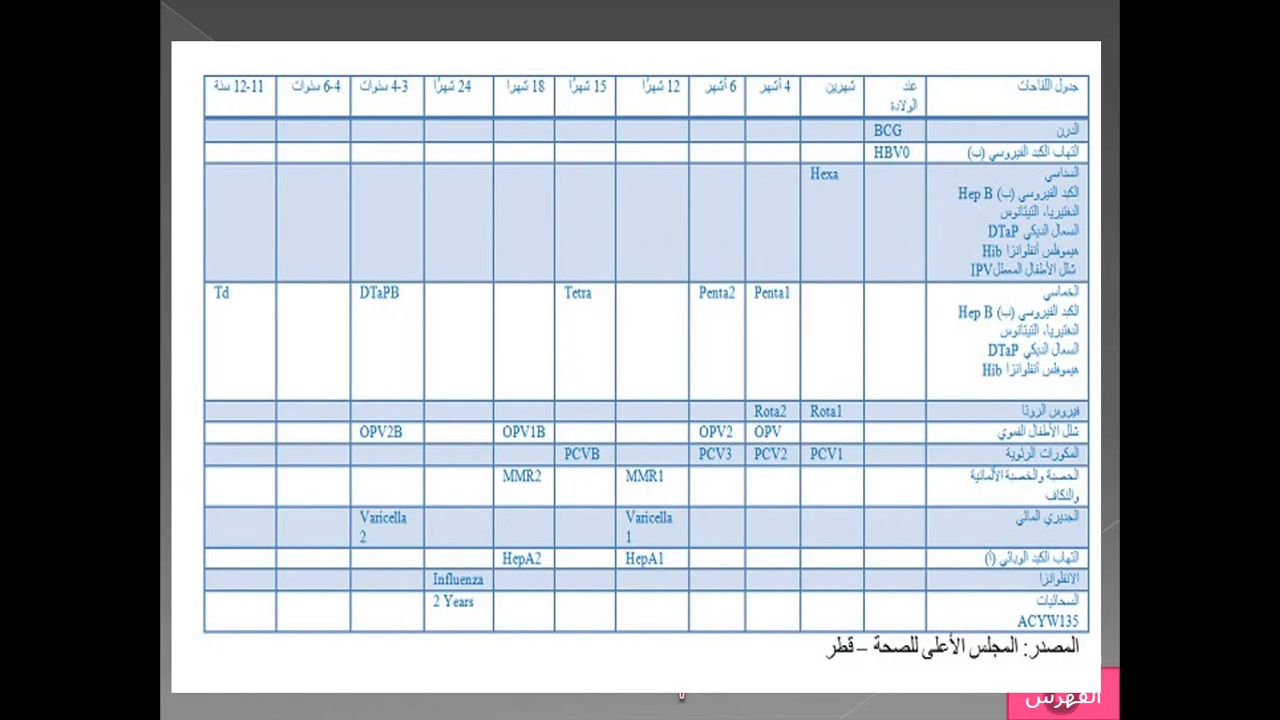 جدول اللقاحات عند الولادة شهرين 4 أشهر 6 أشهر 12 شهرًا 15 شهرًا 18 شهرا 24 شهرًا 3-4 سنوات 4-6 سنوات 11-12 سنة
الدرن BCG
التهاب الكبد الفيروسي (ب) HBV0
السداسي Hexa
الكبد الفيروسي (ب) Hep B
الدفتيريا، التيتانوس
السعال الديكي DTaP
هيموفلس أنفلوانزا Hib
شلل الأطفال المعطل IPV
الخماسي Penta1 Penta2 Tetra DTaPB Td
الكبد الفيروسي (ب) Hep B
الدفتيريا، التيتانوس
السعال الديكي DTaP
هيموفلس أنفلوانزا Hib
فيروس الروتا Rota1 Rota2
شلل الأطفال الفموي OPV OPV2 OPV1B OPV2B
المكورات الرئوية PCV1 PCV2 PCV3 PCVB
الحصبة والحصبة الألمانية والنكاف MMR1 MMR2
الجديري المائي Varicella 1 Varicella 2
التهاب الكبد الوبائي (أ) HepA1 HepA2
الانفلوانزا Influenza
السحائيات 2 Years
ACYW135
المصدر: المجلس الأعلى للصحة – قطر
الفهرس